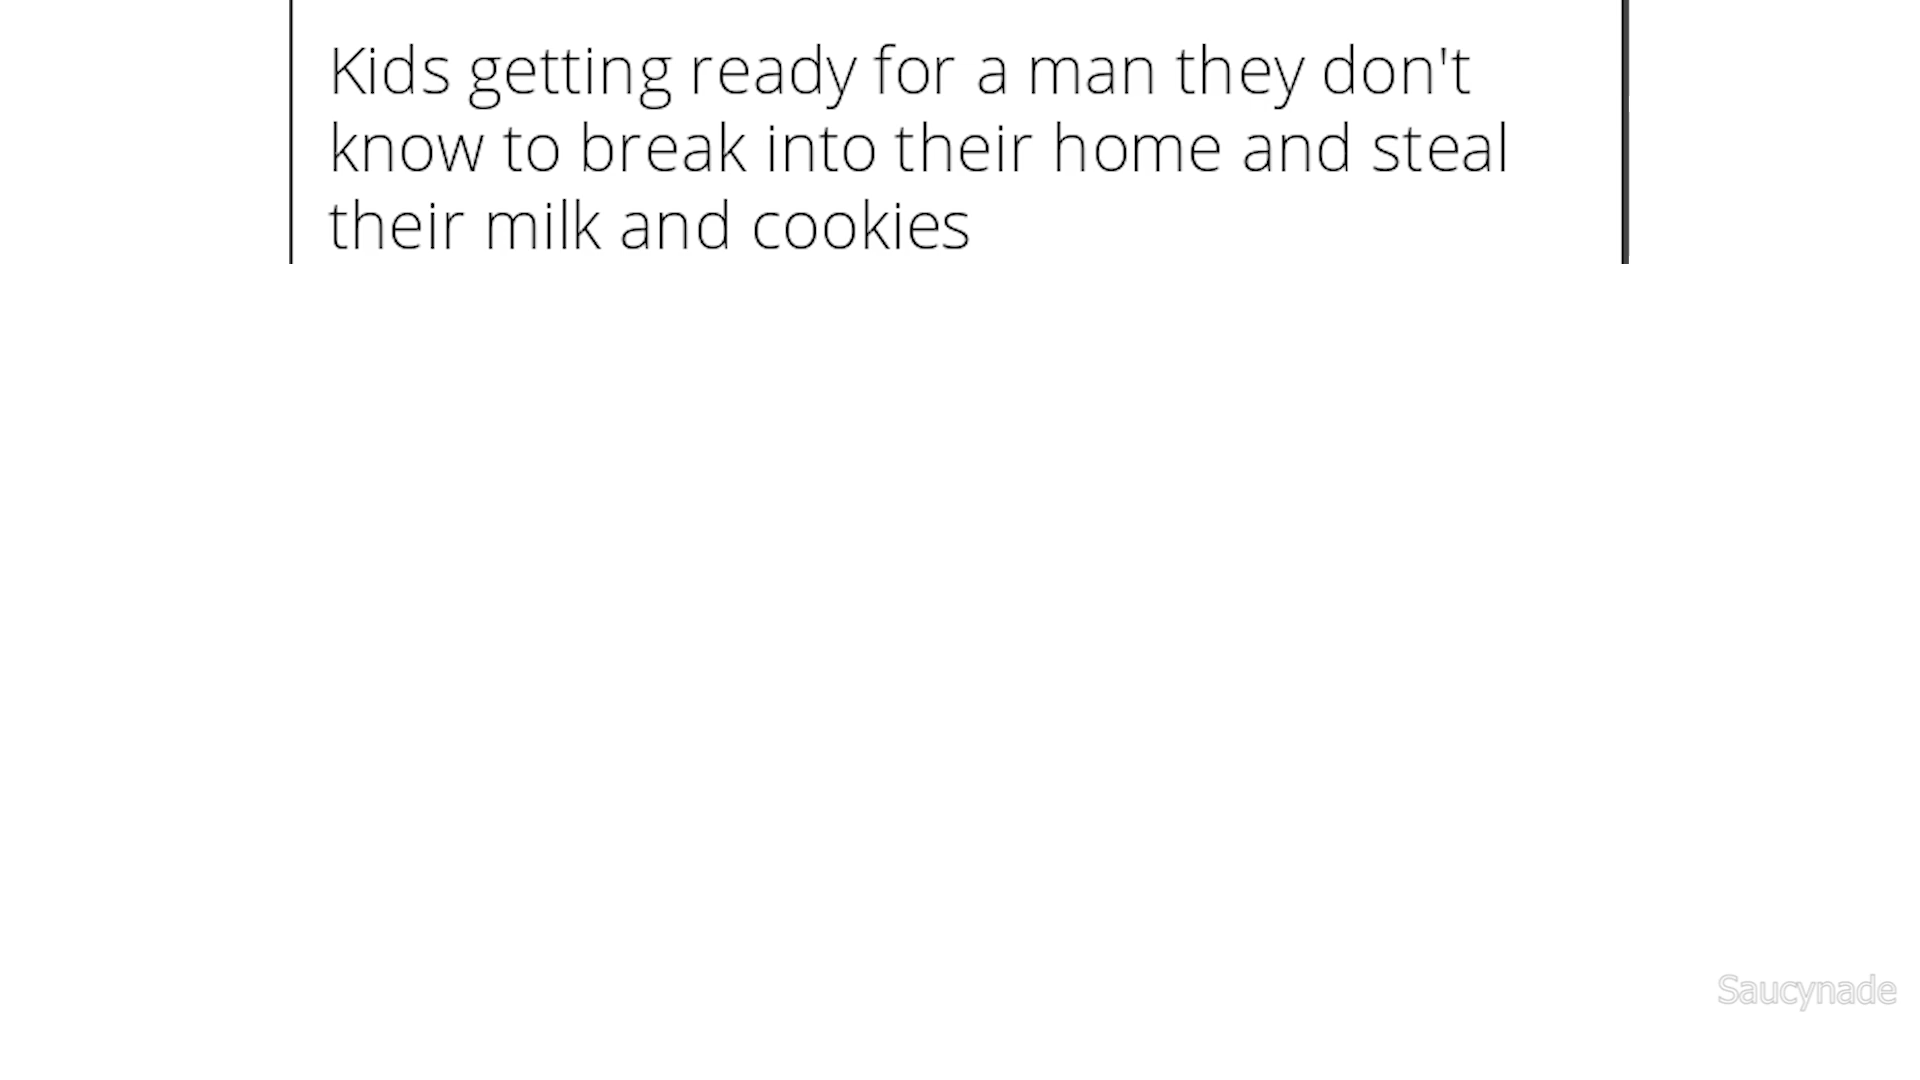 Kids getting ready for a man they don't
know to break into their home and steal
their milk and cookies
Saucynade